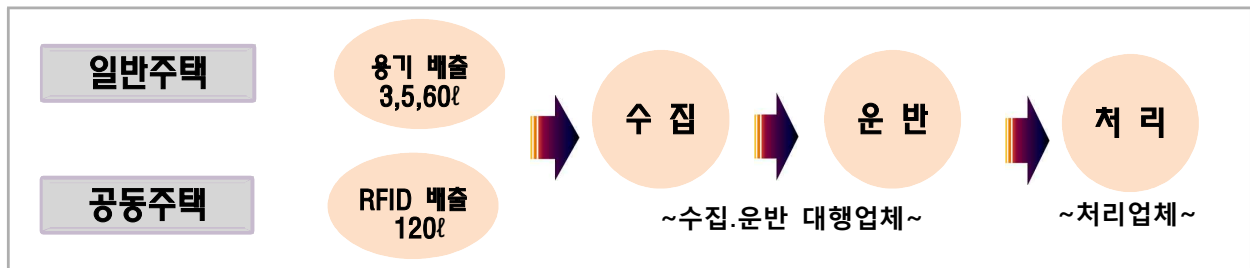 일반주택
용기 배출
3,5,60ℓ
수 집
운 반
처 리
공동주택
RFID 배출
120ℓ
~수집.운반 대행업체~
~처리업체~